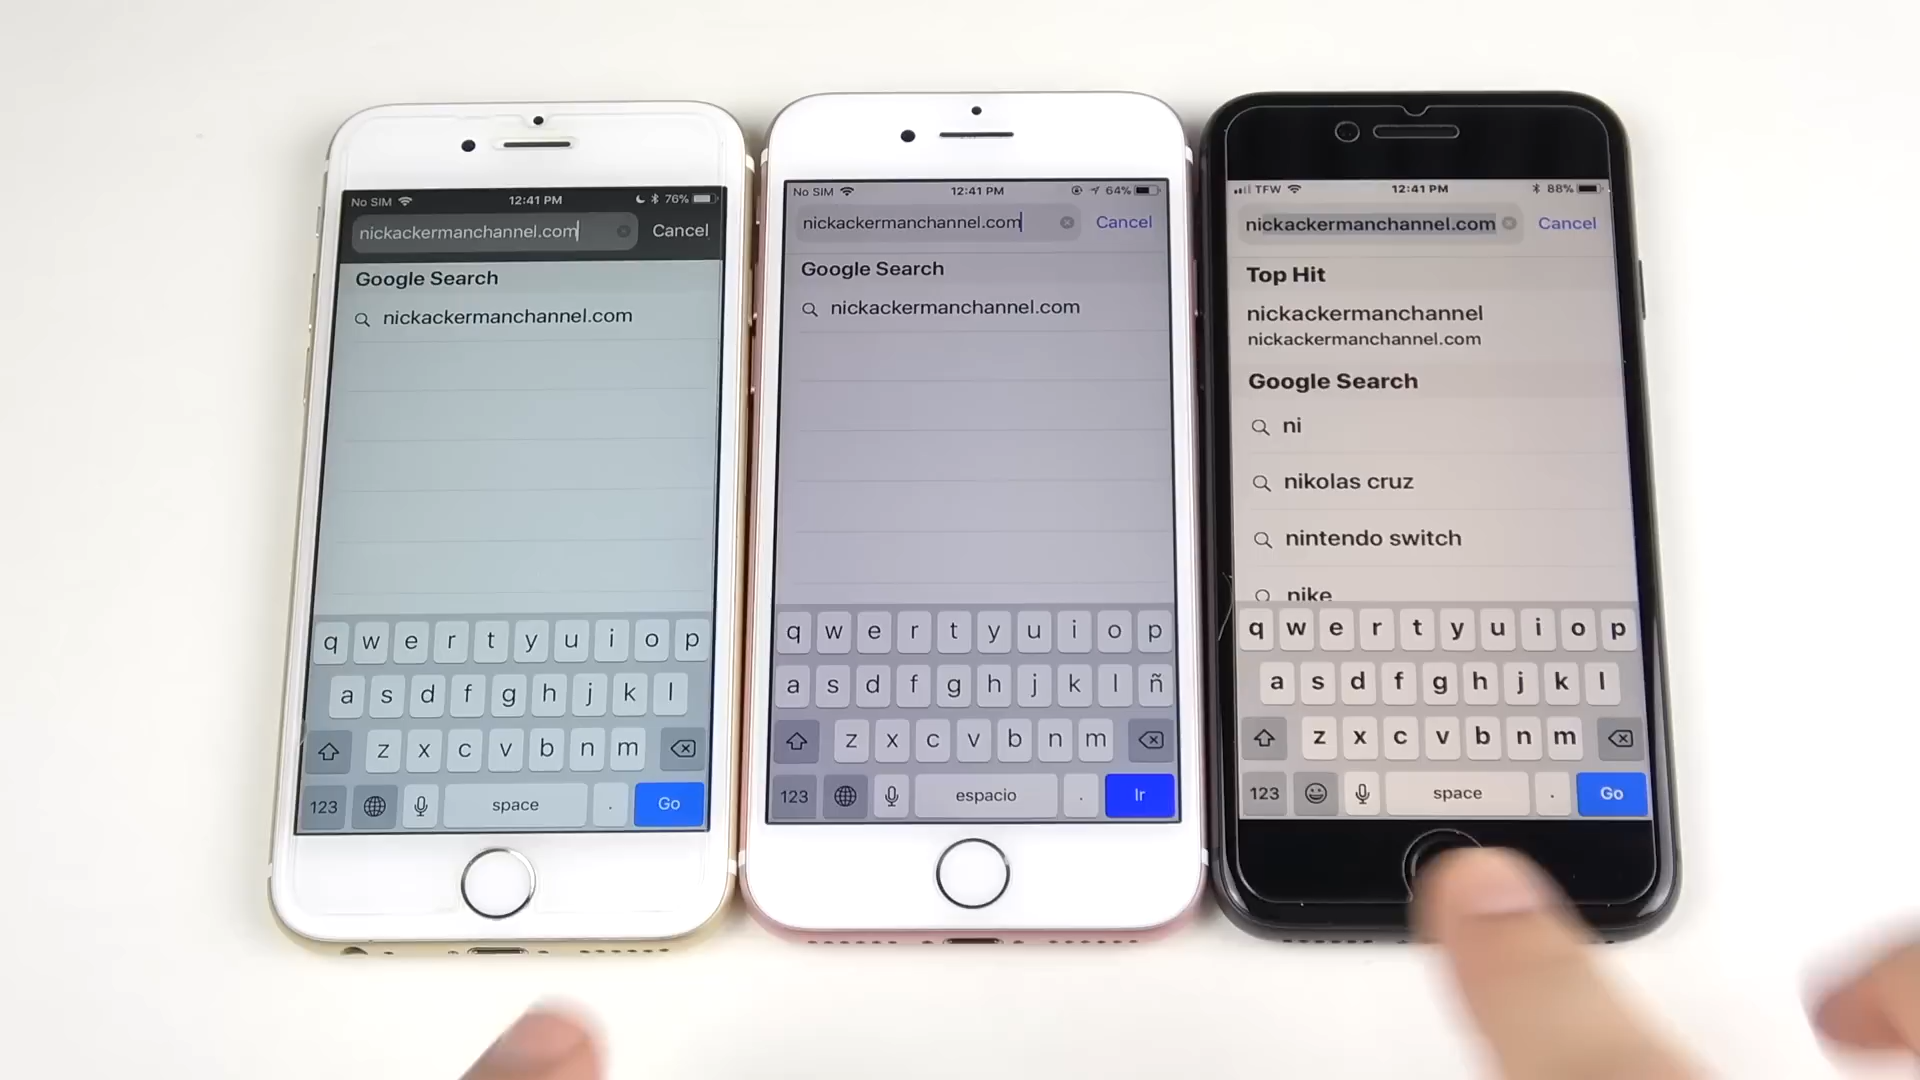 No SIM 12:41 PM 76%
nickackermanchannel.com Cancel
Google Search
nickackermanchannel.com
q w e r t y u i o p
a s d f g h j k l
z x c v b n m
123 space . Go
No SIM 12:41 PM 64%
nickackermanchannel.com Cancel
Google Search
nickackermanchannel.com
q w e r t y u i o p
a s d f g h j k l ñ
z x c v b n m
123 espacio . Ir
TFW 12:41 PM 88%
nickackermanchannel.com Cancel
Top Hit
nickackermanchannel
nickackermanchannel.com
Google Search
ni
nikolas cruz
nintendo switch
nike
q w e r t y u i o p
a s d f g h j k l
z x c v b n m
123 space . Go